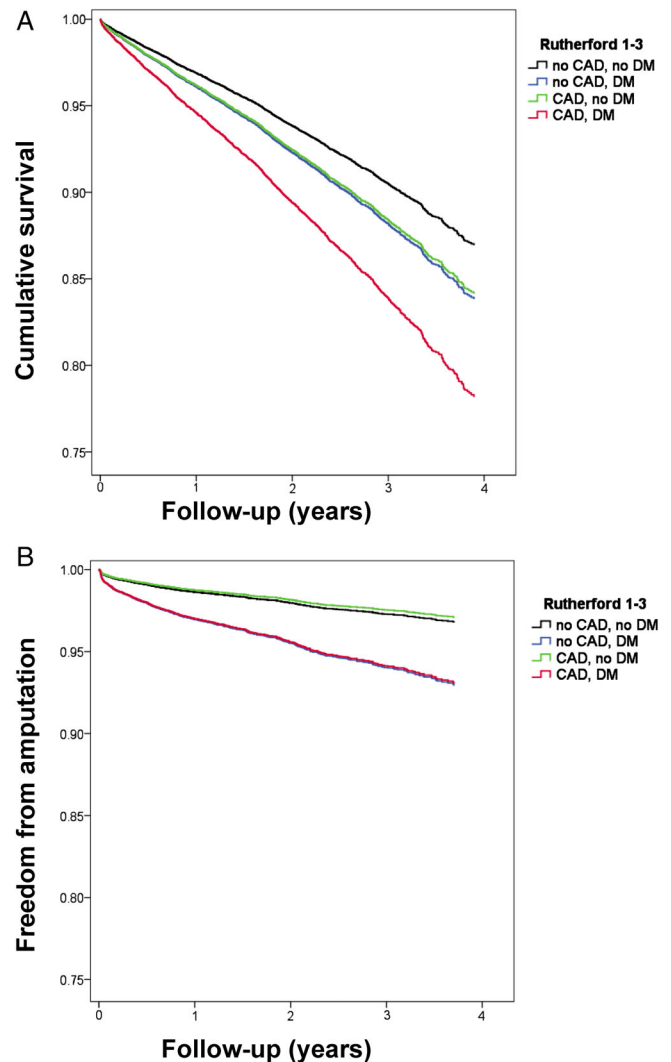 A
1.00
0.95
0.90
0.85
0.80
0.75
Cumulative survival
0 1 2 3 4
Follow-up (years)
Rutherford 1-3
no CAD, no DM
no CAD, DM
CAD, no DM
CAD, DM
B
1.00
0.95
0.90
0.85
0.80
0.75
Freedom from amputation
0 1 2 3 4
Follow-up (years)
Rutherford 1-3
no CAD, no DM
no CAD, DM
CAD, no DM
CAD, DM